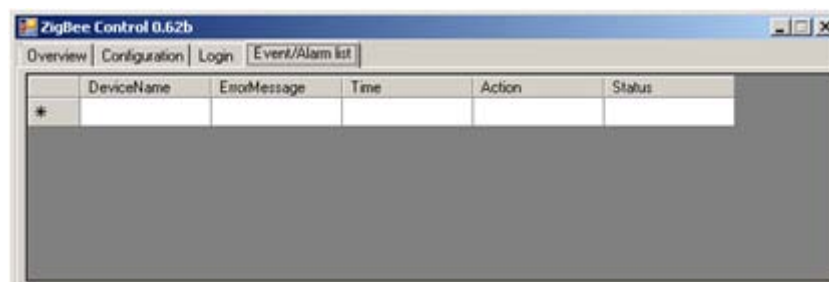 ZigBee Control 0.62b
Overview Configuration Login Event/Alarm list
DeviceName ErrorMessage Time Action Status
*